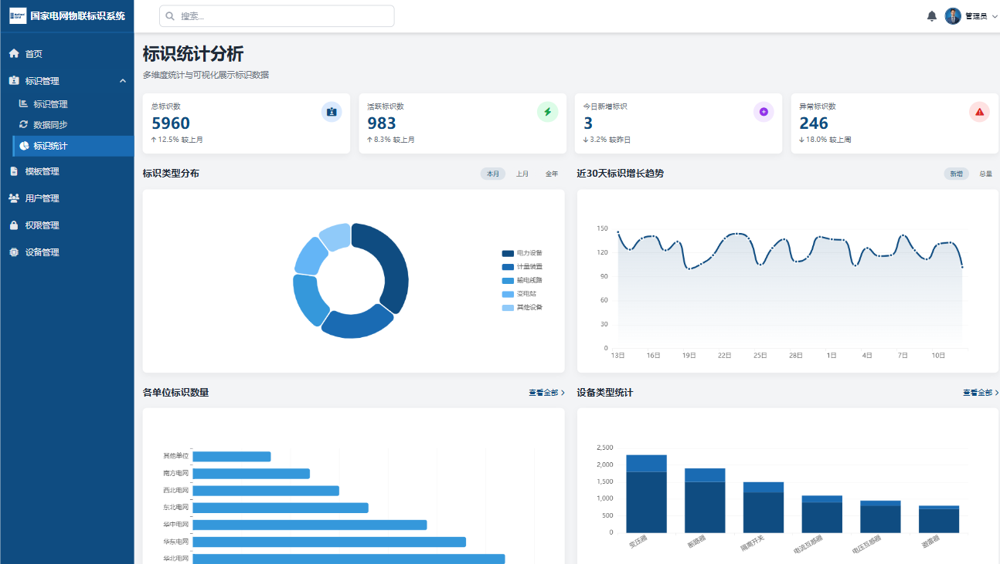 国家电网物联标识系统
搜索...
管理员
首页
标识管理
标识管理
数据同步
标识统计
模板管理
用户管理
权限管理
设备管理
标识统计分析
多维度统计与可视化展示标识数据
总标识数
5960
↑ 12.5% 较上月
活跃标识数
983
↑ 8.3% 较上月
今日新增标识
3
↓ 3.2% 较昨日
异常标识数
246
↓ 18.0% 较上周
标识类型分布
本月 上月 全年
电力设备
计量装置
输电线路
变电站
其他设备
近30天标识增长趋势
新增 总量
150
120
90
60
30
0
13日 16日 19日 22日 25日 28日 1日 4日 7日 10日
各单位标识数量
查看全部
其他单位
南方电网
西北电网
东北电网
华中电网
华东电网
华北电网
设备类型统计
查看全部
2,500
2,000
1,500
1,000
500
0
变压器 断路器 隔离开关 电流互感器 电压互感器 避雷器